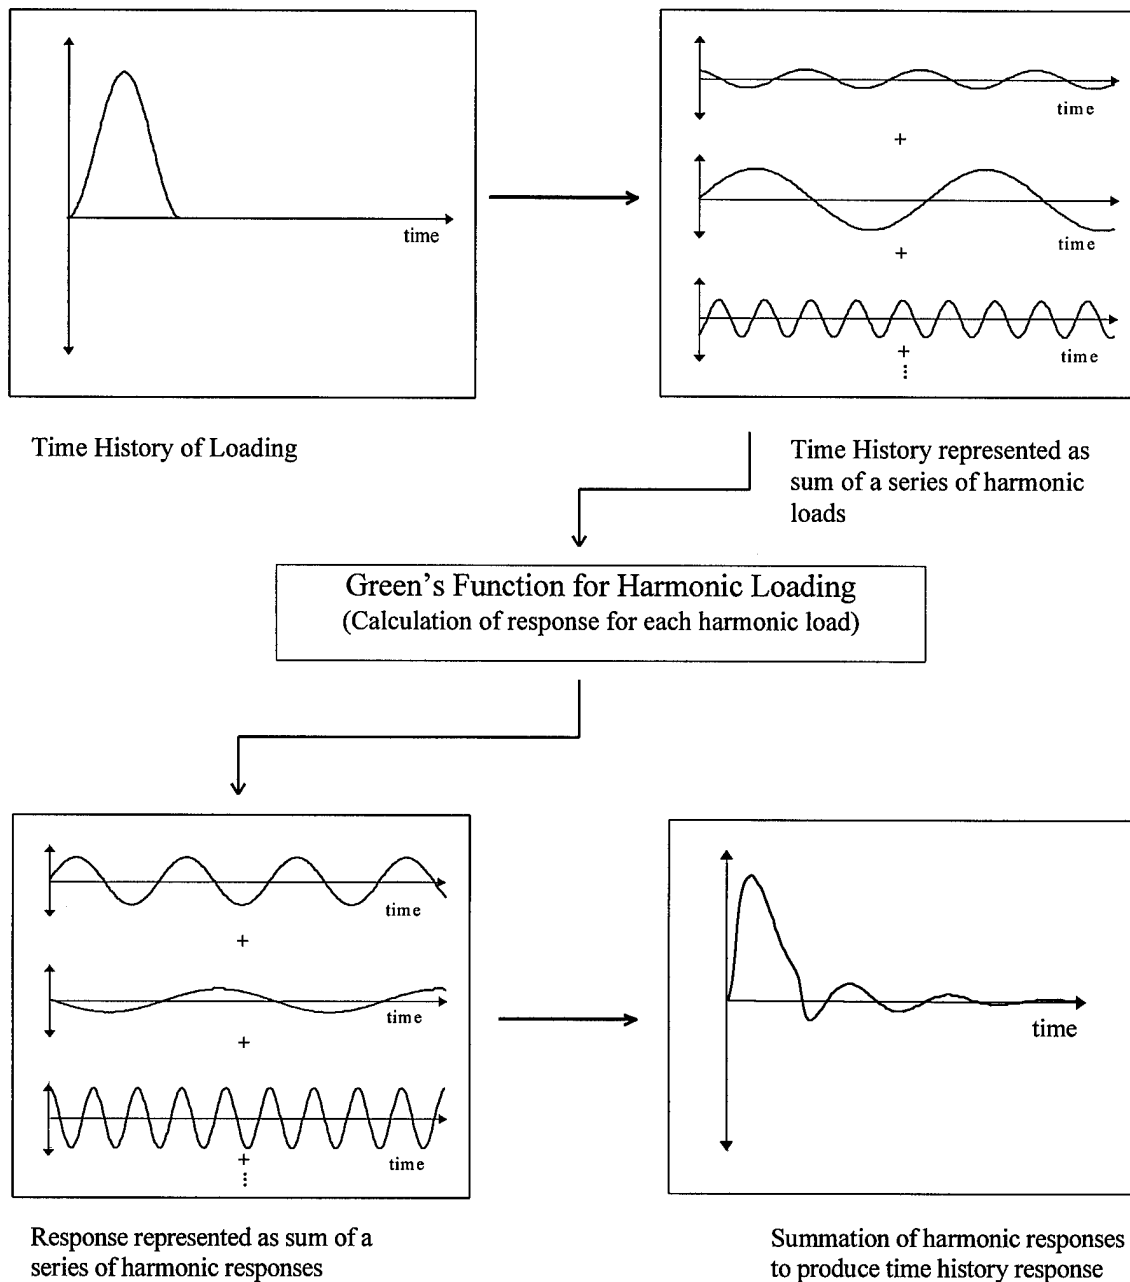 time
time
+
time
+
time
+
⋮
Time History of Loading
Time History represented as
sum of a series of harmonic
loads
Green's Function for Harmonic Loading
(Calculation of response for each harmonic load)
time
+
time
+
time
+
⋮
time
Response represented as sum of a
series of harmonic responses
Summation of harmonic responses
to produce time history response